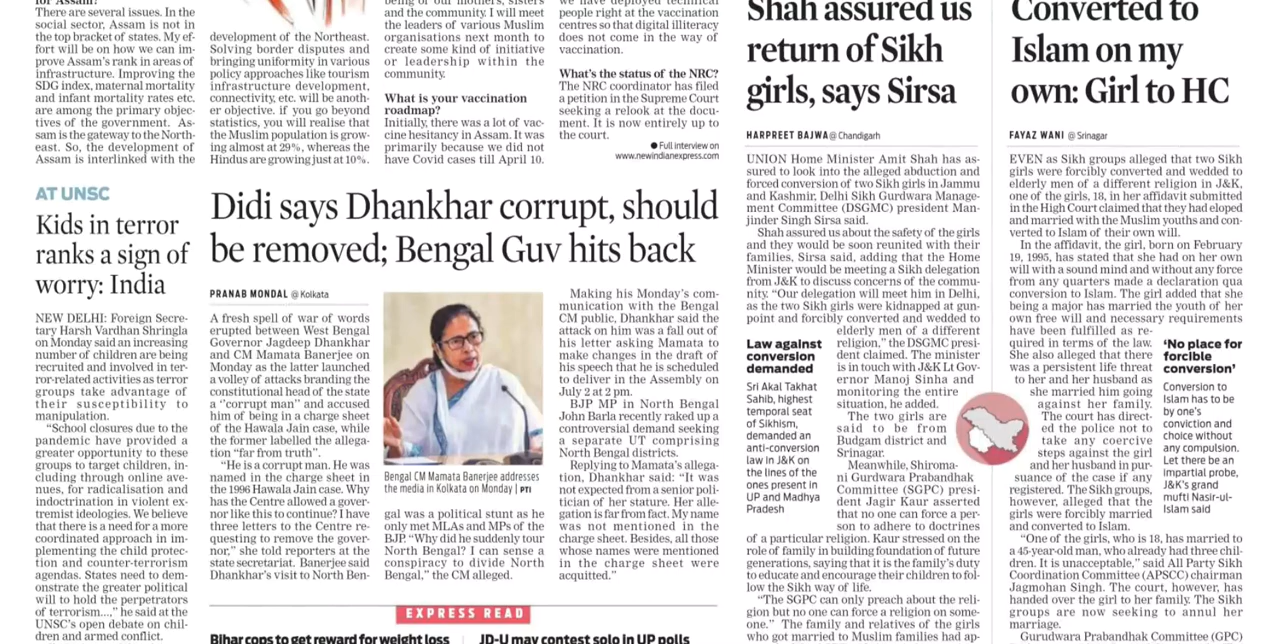 for Assam?
There are several issues. In the
social sector, Assam is not in
the top bracket of states. My ef-
fort will be on how we can im-
prove Assam's rank in areas of
infrastructure. Improving the
SDG index, maternal mortality
and infant mortality rates etc.
are among the primary objec-
tives of the government. As-
sam is the gateway to the North-
east. So, the development of
Assam is interlinked with the
development of the Northeast.
Solving border disputes and
bringing uniformity in various
policy approaches like tourism
infrastructure development,
connectivity, etc. will be anoth-
er objective. if you go beyond
statistics, you will realise that
the Muslim population is grow-
ing almost at 29%, whereas the
Hindus are growing just at 10%.
being of our mothers, sisters
and the community. I will meet
the leaders of various Muslim
organisations next month to
create some kind of initiative
or leadership within the
community.
What is your vaccination
roadmap?
Initially, there was a lot of vac-
cine hesitancy in Assam. It was
primarily because we did not
have Covid cases till April 10.
we have deployed technical
people right at the vaccination
centres so that digital illiteracy
does not come in the way of
vaccination.
What's the status of the NRC?
The NRC coordinator has filed
a petition in the Supreme Court
seeking a relook at the docu-
ment. It is now entirely up to
the court.
● Full interview on
www.newindianexpress.com
AT UNSC
Kids in terror
ranks a sign of
worry: India
NEW DELHI: Foreign Secre-
tary Harsh Vardhan Shringla
on Monday said an increasing
number of children are being
recruited and involved in ter-
ror-related activities as terror
groups take advantage of
their susceptibility to
manipulation.
"School closures due to the
pandemic have provided a
greater opportunity to these
groups to target children, in-
cluding through online ave-
nues, for radicalisation and
indoctrination in violent ex-
tremist ideologies. We believe
that there is a need for a more
coordinated approach in im-
plementing the child protec-
tion and counter-terrorism
agendas. States need to dem-
onstrate the greater political
will to hold the perpetrators
of terrorism...," he said at the
UNSC's open debate on chil-
dren and armed conflict.
Didi says Dhankhar corrupt, should
be removed; Bengal Guv hits back
PRANAB MONDAL @ Kolkata
A fresh spell of war of words
erupted between West Bengal
Governor Jagdeep Dhankhar
and CM Mamata Banerjee on
Monday as the latter launched
a volley of attacks branding the
constitutional head of the state
a "corrupt man" and accused
him of being in a charge sheet
of the Hawala Jain case, while
the former labelled the allega-
tion "far from truth".
"He is a corrupt man. He was
named in the charge sheet in
the 1996 Hawala Jain case. Why
has the Centre allowed a gover-
nor like this to continue? I have
three letters to the Centre re-
questing to remove the gover-
nor," she told reporters at the
state secretariat. Banerjee said
Dhankhar's visit to North Ben-
Bengal CM Mamata Banerjee addresses
the media in Kolkata on Monday | PTI
gal was a political stunt as he
only met MLAs and MPs of the
BJP. "Why did he suddenly tour
North Bengal? I can sense a
conspiracy to divide North
Bengal," the CM alleged.
Making his Monday's com-
munication with the Bengal
CM public, Dhankhar said the
attack on him was a fall out of
his letter asking Mamata to
make changes in the draft of
his speech that he is scheduled
to deliver in the Assembly on
July 2 at 2 pm.
BJP MP in North Bengal
John Barla recently raked up a
controversial demand seeking
a separate UT comprising
North Bengal districts.
Replying to Mamata's allega-
tion, Dhankhar said: "It was
not expected from a senior poli-
tician of her stature. Her alle-
gation is far from fact. My name
was not mentioned in the
charge sheet. Besides, all those
whose names were mentioned
in the charge sheet were
acquitted."
EXPRESS READ
Bihar cops to get reward for weight loss
JD-U may contest solo in UP polls
Shah assured us
return of Sikh
girls, says Sirsa
HARPREET BAJWA @ Chandigarh
UNION Home Minister Amit Shah has as-
sured to look into the alleged abduction and
forced conversion of two Sikh girls in Jammu
and Kashmir, Delhi Sikh Gurdwara Manage-
ment Committee (DSGMC) president Man-
jinder Singh Sirsa said.
Shah assured us about the safety of the girls
and they would be soon reunited with their
families, Sirsa said, adding that the Home
Minister would be meeting a Sikh delegation
from J&K to discuss concerns of the commu-
nity. "Our delegation will meet him in Delhi,
as the two Sikh girls were kidnapped at gun-
point and forcibly converted and wedded to
elderly men of a different
religion," the DSGMC presi-
dent claimed. The minister
is in touch with J&K Lt Gov-
ernor Manoj Sinha and
monitoring the entire
situation, he added.
The two girls are
said to be from
Budgam district and
Srinagar.
Meanwhile, Shiroma-
ni Gurdwara Prabandhak
Committee (SGPC) presi-
dent Jagir Kaur asserted
that no one can force a per-
son to adhere to doctrines
Law against
conversion
demanded
Sri Akal Takhat
Sahib, highest
temporal seat
of Sikhism,
demanded an
anti-conversion
law in J&K on
the lines of the
ones present in
UP and Madhya
Pradesh
of a particular religion. Kaur stressed on the
role of family in building foundation of future
generations, saying that it is the family's duty
to educate and encourage their children to fol-
low the Sikh way of life.
"The SGPC can only preach about the reli-
gion but no one can force a religion on some-
one." The family and relatives of the girls
who got married to Muslim families had ap-
Converted to
Islam on my
own: Girl to HC
FAYAZ WANI @ Srinagar
EVEN as Sikh groups alleged that two Sikh
girls were forcibly converted and wedded to
elderly men of a different religion in J&K,
one of the girls, 18, in her affidavit submitted
in the High Court claimed that they had eloped
and married with the Muslim youths and con-
verted to Islam of their own will.
In the affidavit, the girl, born on February
19, 1995, has stated that she had on her own
will with a sound mind and without any force
from any quarters made a declaration qua
conversion to Islam. The girl added that she
being a major has married the youth of her
own free will and necessary requirements
have been fulfilled as re-
quired in terms of the law.
She also alleged that there
was a persistent life threat
to her and her husband as
she married him going
against her family.
The court has direct-
ed the police not to
take any coercive
steps against the girl
and her husband in pur-
suance of the case if any
registered. The Sikh groups,
however, alleged that the
girls were forcibly married
and converted to Islam.
'No place for
forcible
conversion'
Conversion to
Islam has to be
by one's
conviction and
choice without
any compulsion.
Let there be an
impartial probe,
J&K's grand
mufti Nasir-ul-
Islam said
"One of the girls, who is 18, has married to
a 45-year-old man, who already had three chil-
dren. It is unacceptable," said All Party Sikh
Coordination Committee (APSCC) chairman
Jagmohan Singh. The court, however, has
handed over the girl to her family. The Sikh
groups are now seeking to annul her
marriage.
Gurudwara Prabandhak Committee(GPC)